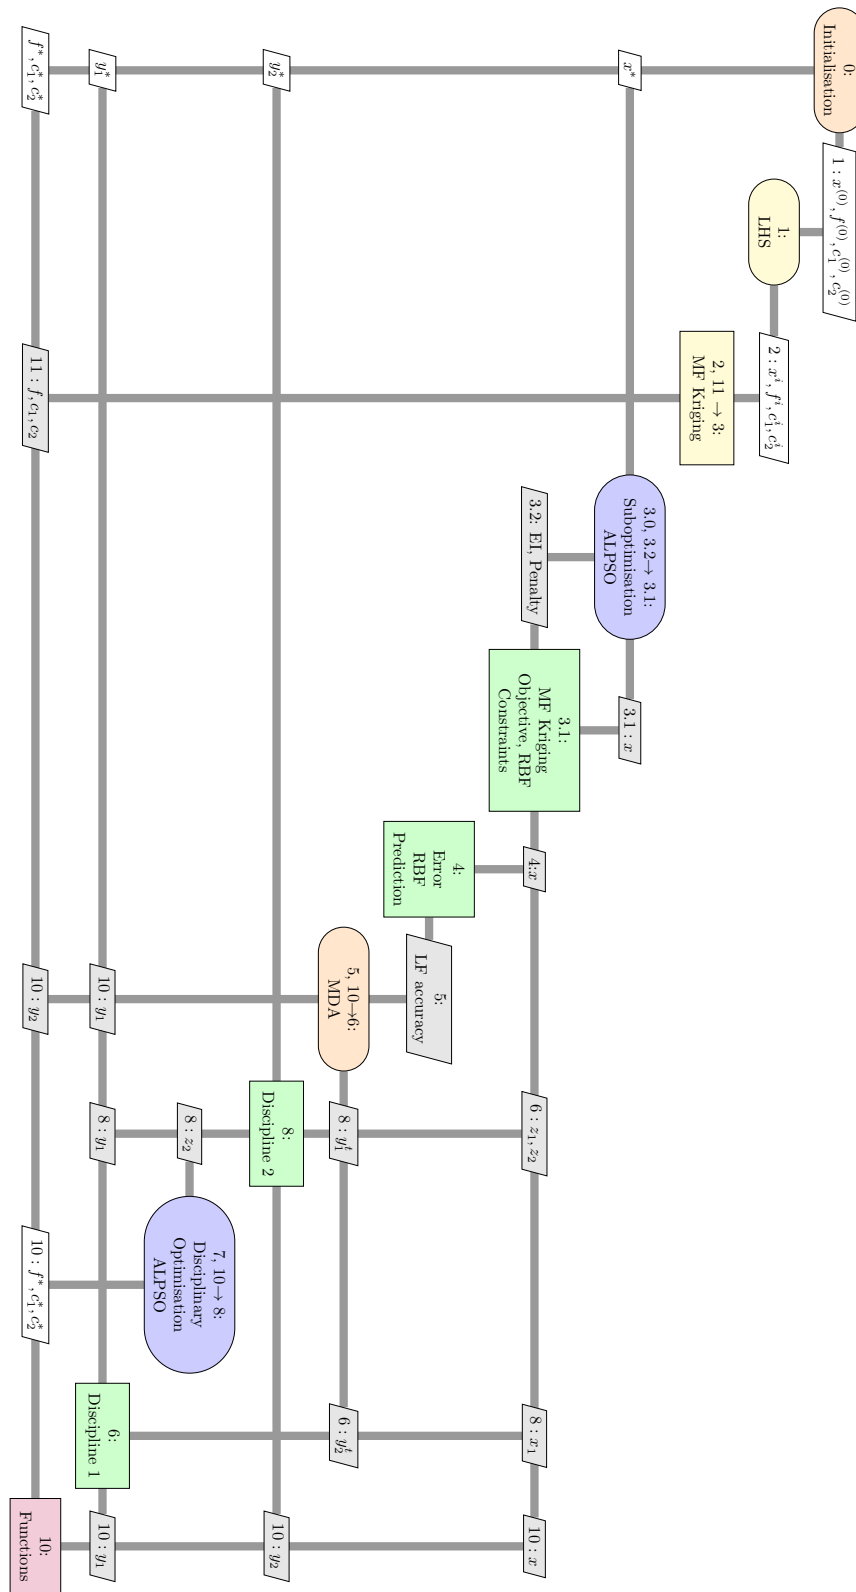 0:
Initialisation
1 : x^{(0)}, f^{(0)}, c_1^{(0)}, c_2^{(0)}
1:
LHS
2 : x^i, f^i, c_1^i, c_2^i
2, 11 → 3:
MF Kriging
x^*
3.0, 3.2→ 3.1:
Suboptimisation
ALPSO
3.1 : x
3.2: EI, Penalty
3.1:
MF Kriging
Objective, RBF
Constraints
4:x
6 : z_1, z_2
8 : x_1
10 : x
4:
Error
RBF
Prediction
5:
LF accuracy
5, 10→6:
MDA
8 : y_1^t
6 : y_2^t
y_2^*
8:
Discipline 2
10 : y_2
8 : z_2
7, 10→ 8:
Disciplinary
Optimisation
ALPSO
y_1^*
10 : y_1
8 : y_1
6:
Discipline 1
10 : y_1
f^*, c_1^*, c_2^*
11 : f, c_1, c_2
10 : y_2
10 : f^*, c_1^*, c_2^*
10:
Functions